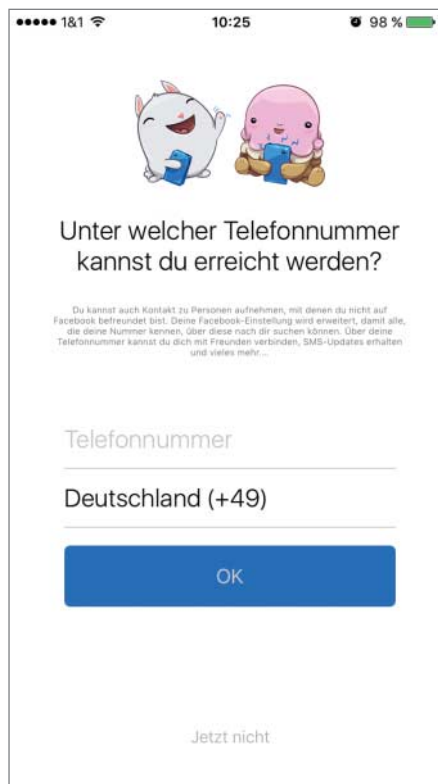 1&1 10:25 98 %
Unter welcher Telefonnummer
kannst du erreicht werden?
Du kannst auch Kontakt zu Personen aufnehmen, mit denen du nicht auf
Facebook befreundet bist. Deine Facebook-Einstellung wird erweitert, damit alle,
die deine Nummer kennen, über diese nach dir suchen können. Über deine
Telefonnummer kannst du dich mit Freunden verbinden, SMS-Updates erhalten
und vieles mehr...
Telefonnummer
Deutschland (+49)
OK
Jetzt nicht